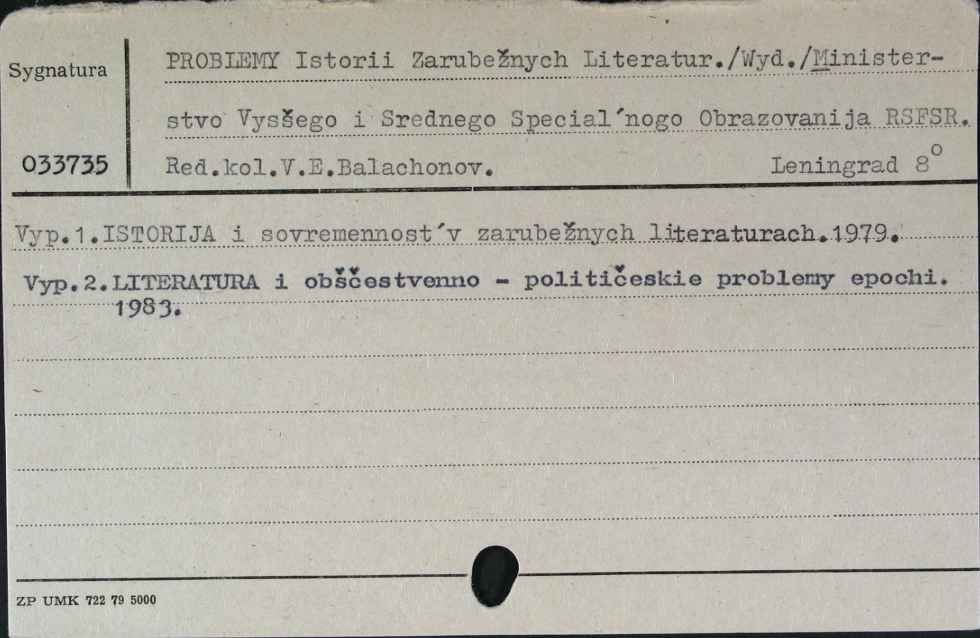 Sygnatura
PROBLEMY Istorii Zarubežnych Literatur./Wyd./Minister-
stvo Vysšego i Srednego Special´nogo Obrazovanija RSFSR.
033735
Red.kol.V.E.Balachonov. Leningrad 8°
Vyp.1.ISTORIJA i sovremennost´v zarubežnych literaturach.1979.
Vyp.2.LITERATURA i obščestvenno - političeskie problemy epochi.
1983.
ZP UMK 722 79 5000